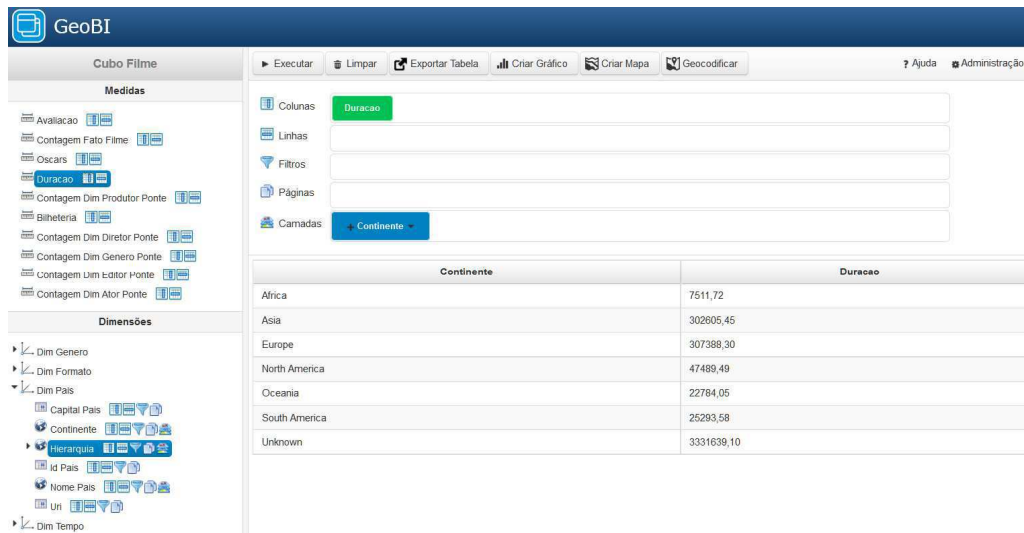 GeoBI
Cubo Filme
Executar
Limpar
Exportar Tabela
Criar Gráfico
Criar Mapa
Geocodificar
? Ajuda
Administração
Medidas
Avaliacao
Contagem Fato Filme
Oscars
Duracao
Contagem Dim Produtor Ponte
Bilheteria
Contagem Dim Diretor Ponte
Contagem Dim Genero Ponte
Contagem Dim Editor Ponte
Contagem Dim Ator Ponte
Dimensões
Dim Genero
Dim Formato
Dim Pais
Capital Pais
Continente
Hierarquia
Id Pais
Nome Pais
Uri
Dim Tempo
Colunas
Duracao
Linhas
Filtros
Páginas
Camadas
+ Continente
Continente Duracao
Africa 7511,72
Asia 302605,45
Europe 307388,30
North America 47489,49
Oceania 22784,05
South America 25293,58
Unknown 3331639,10